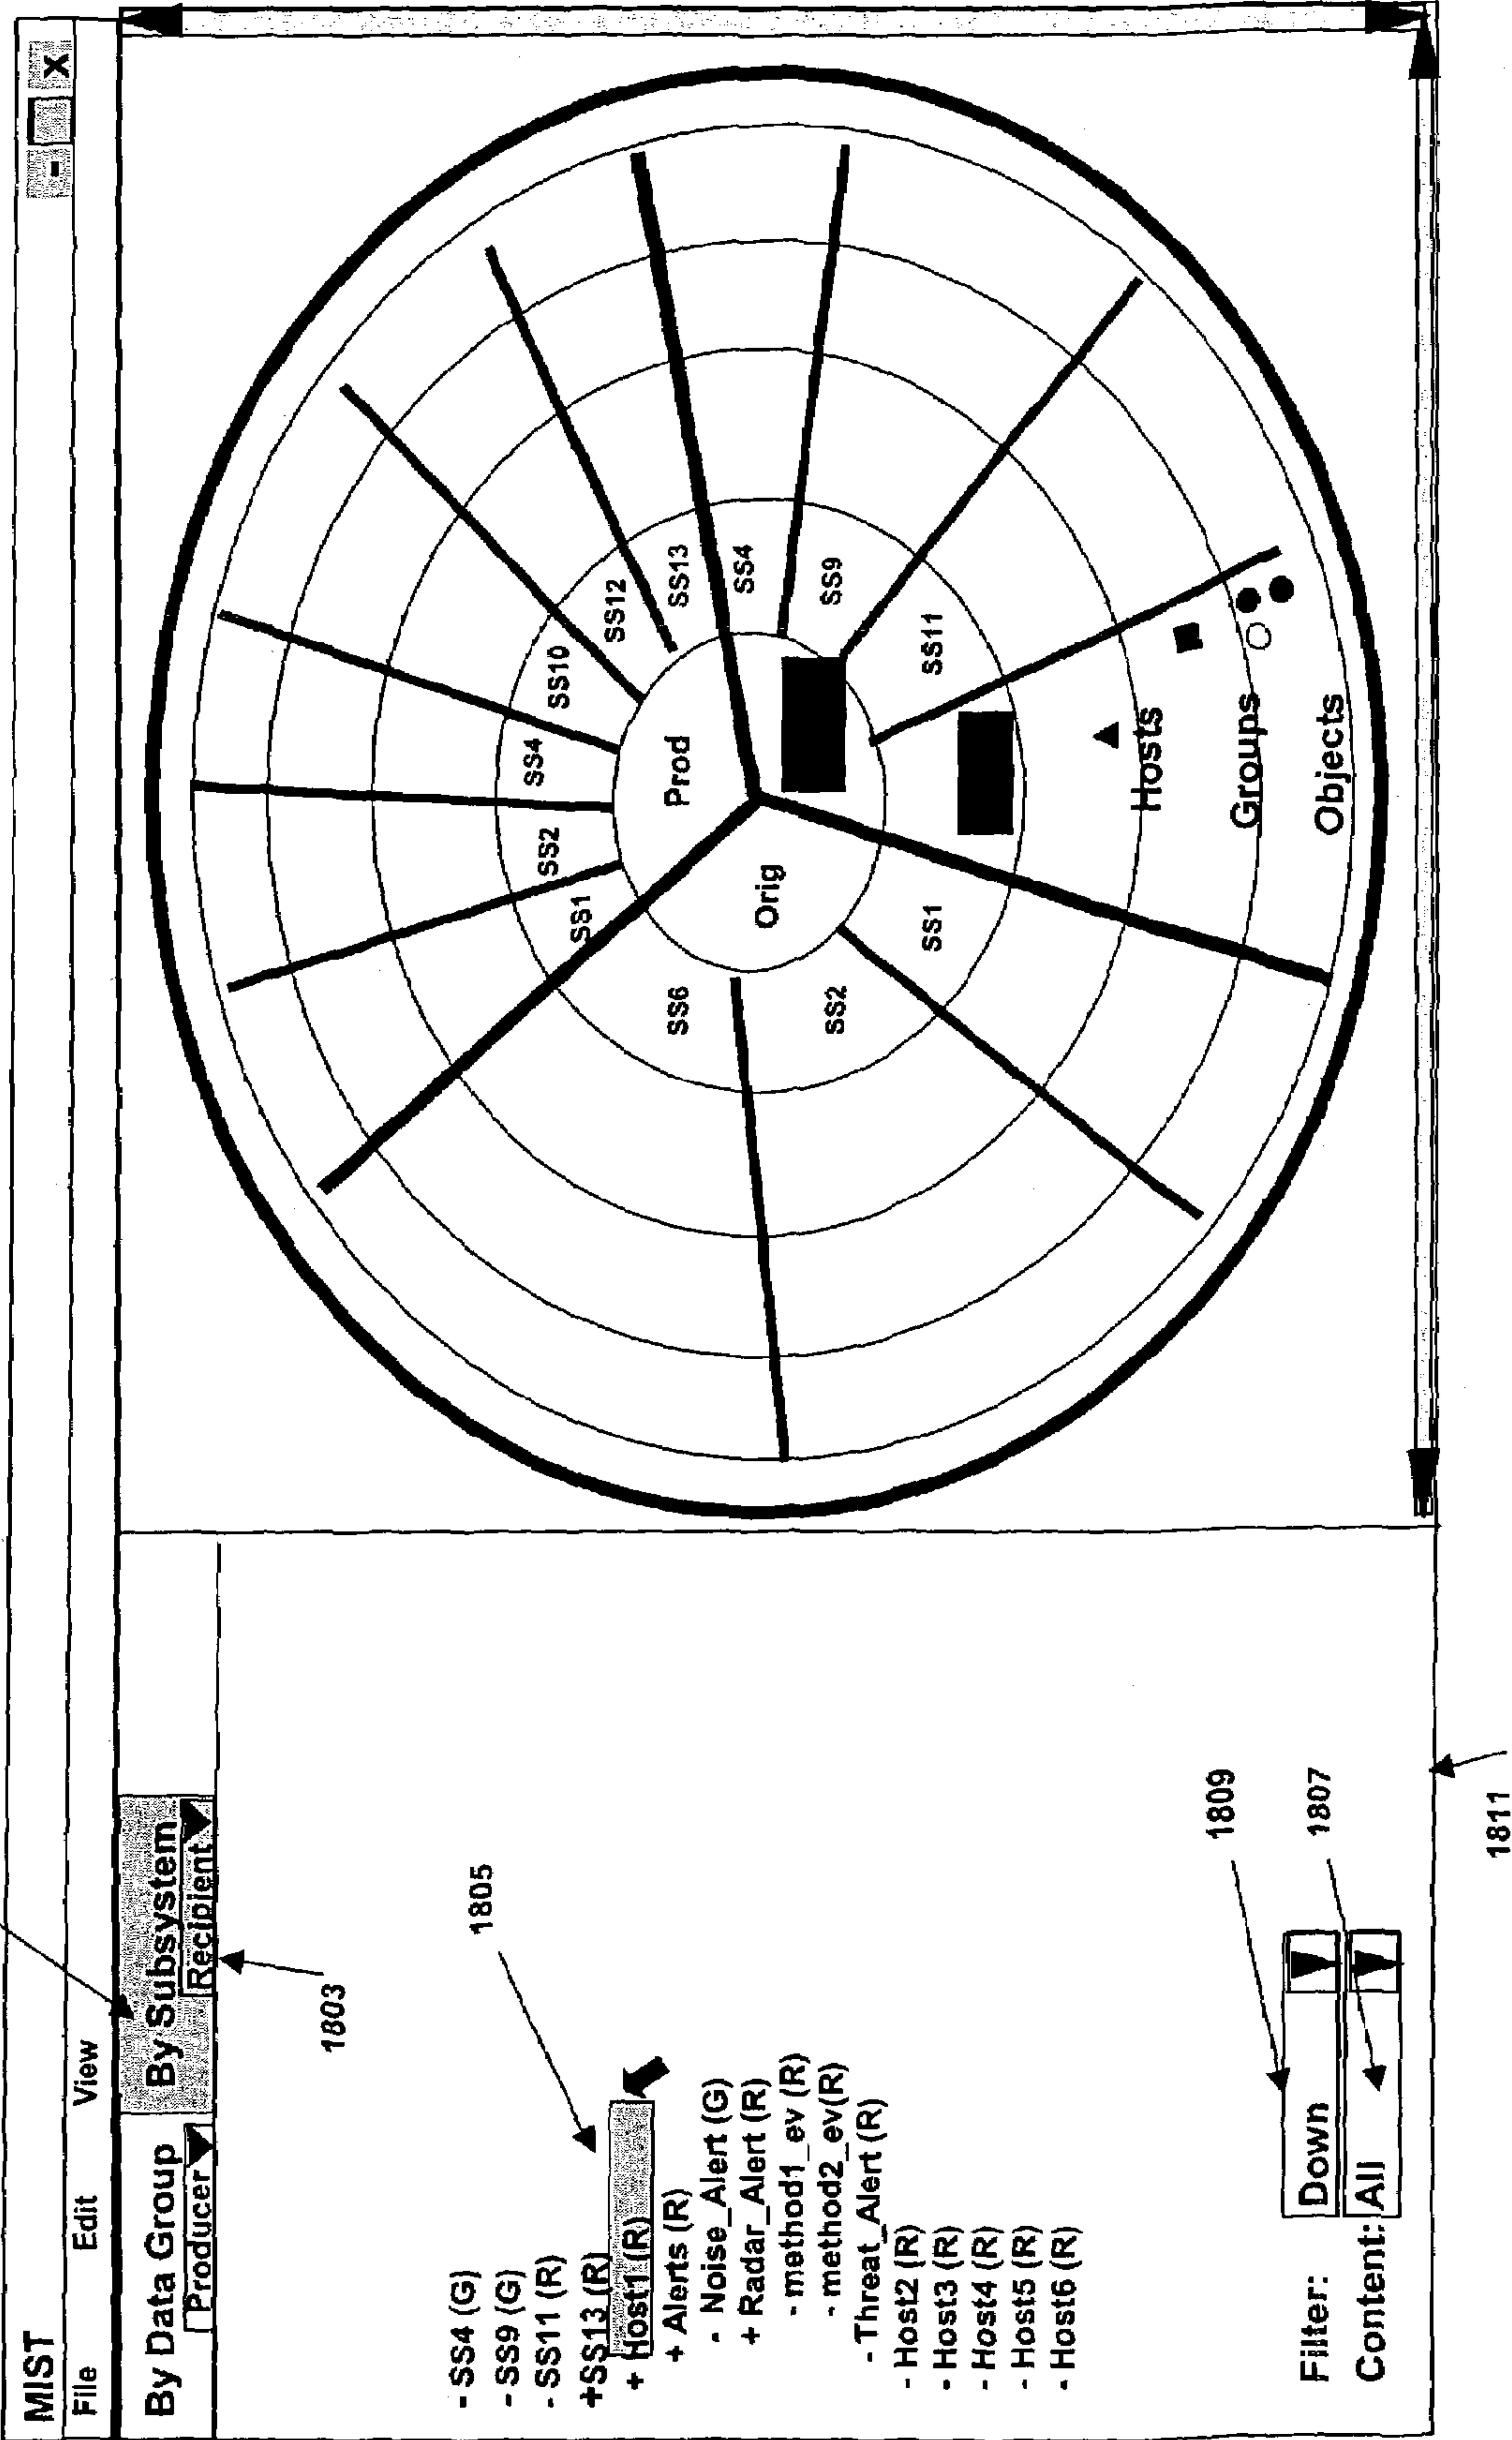 MIST
- X
File Edit View
By Data Group By Subsystem
Producer Recipient
1803
1805
- SS4 (G)
- SS9 (G)
- SS11 (R)
+SS13 (R)
+ Host1 (R)
+ Alerts (R)
- Noise_Alert (G)
+ Radar_Alert (R)
- method1_ev (R)
- method2_ev(R)
- Threat_Alert (R)
- Host2 (R)
- Host3 (R)
- Host4 (R)
- Host5 (R)
- Host6 (R)
Filter: Down
Content: All
1809
1807
1811
Prod
SS1
SS2
SS4
SS10
SS12
SS13
SS4
SS9
SS11
Orig
SS6
SS2
SS1
Hosts
Groups
Objects